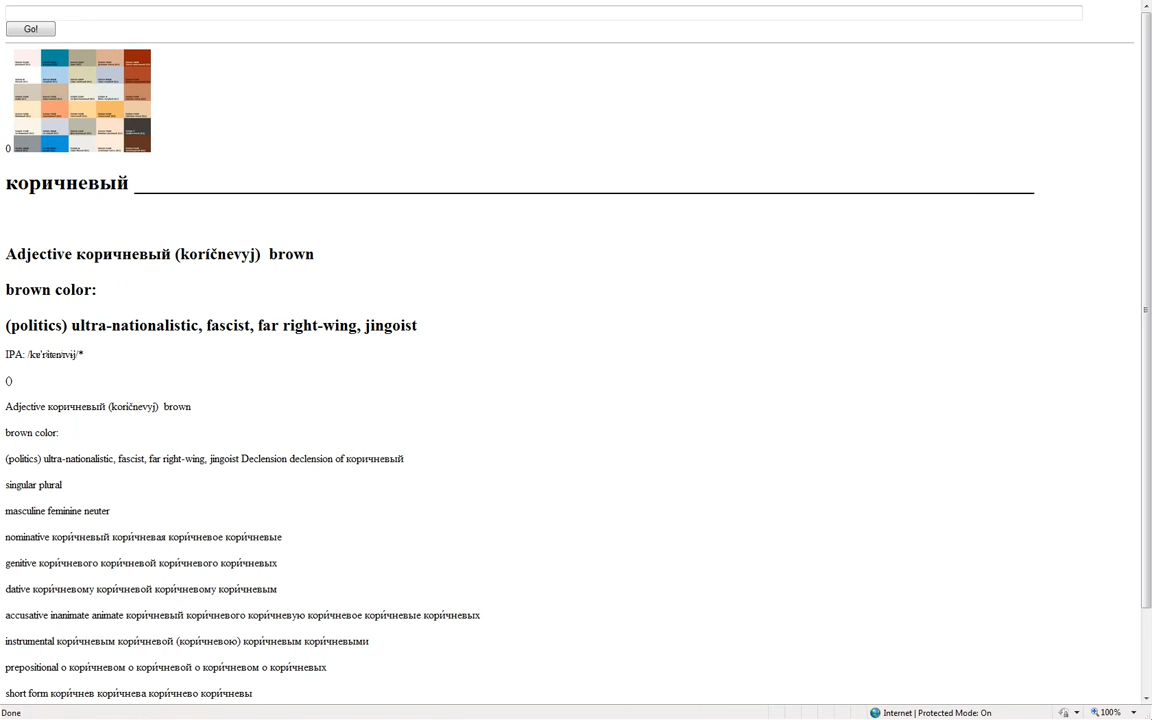 Go!
0
коричневый
Adjective коричневый (koríčnevyj)  brown
brown color:
(politics) ultra-nationalistic, fascist, far right-wing, jingoist
IPA:
()
Adjective коричневый (koríčnevyj)  brown
brown color:
(politics) ultra-nationalistic, fascist, far right-wing, jingoist Declension declension of коричневый
singular plural
masculine feminine neuter
nominative кори́чневый кори́чневая кори́чневое кори́чневые
genitive кори́чневого кори́чневой кори́чневого кори́чневых
dative кори́чневому кори́чневой кори́чневому кори́чневым
accusative inanimate animate кори́чневый кори́чневого кори́чневую кори́чневое кори́чневые кори́чневых
instrumental кори́чневым кори́чневой (кори́чневою) кори́чневым кори́чневыми
prepositional о кори́чневом о кори́чневой о кори́чневом о кори́чневых
short form кори́чнев кори́чнева кори́чнево кори́чневы
Done
Internet | Protected Mode: On
100%